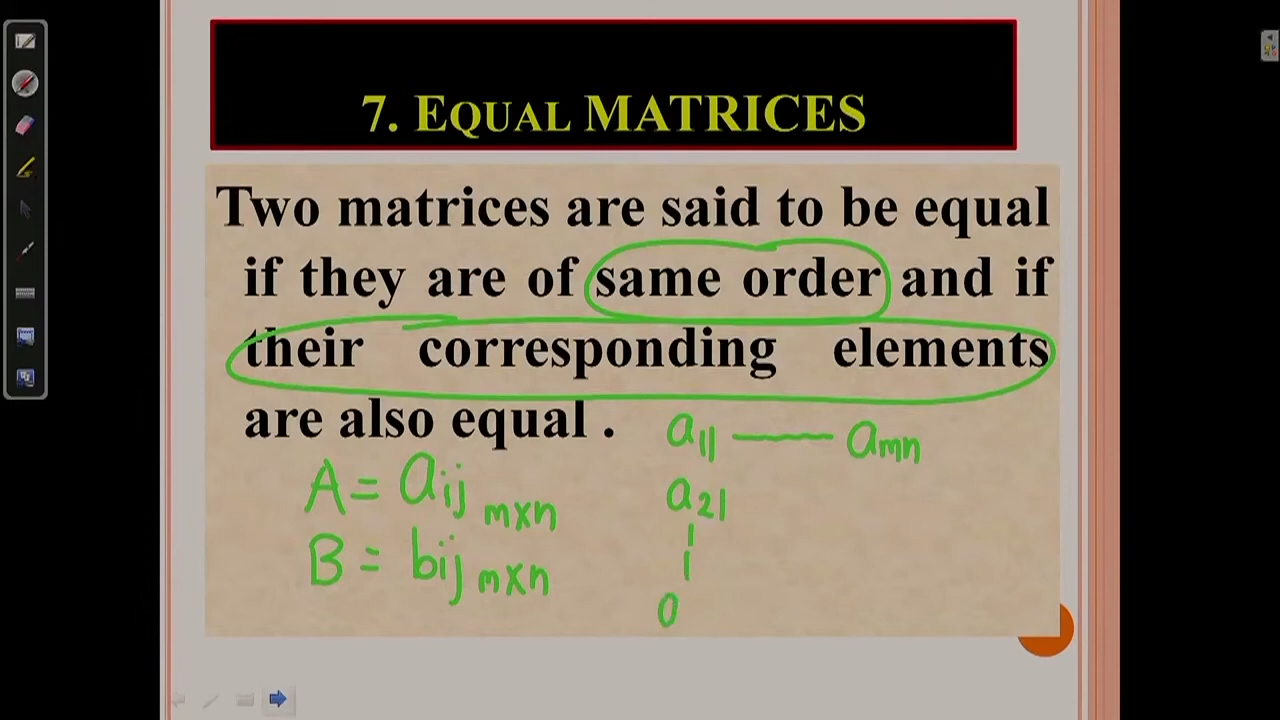 7. EQUAL MATRICES
Two matrices are said to be equal
if they are of same order and if
their corresponding elements
are also equal .
a11 —— amn
A = aij mxn
a21
B = bij mxn
0